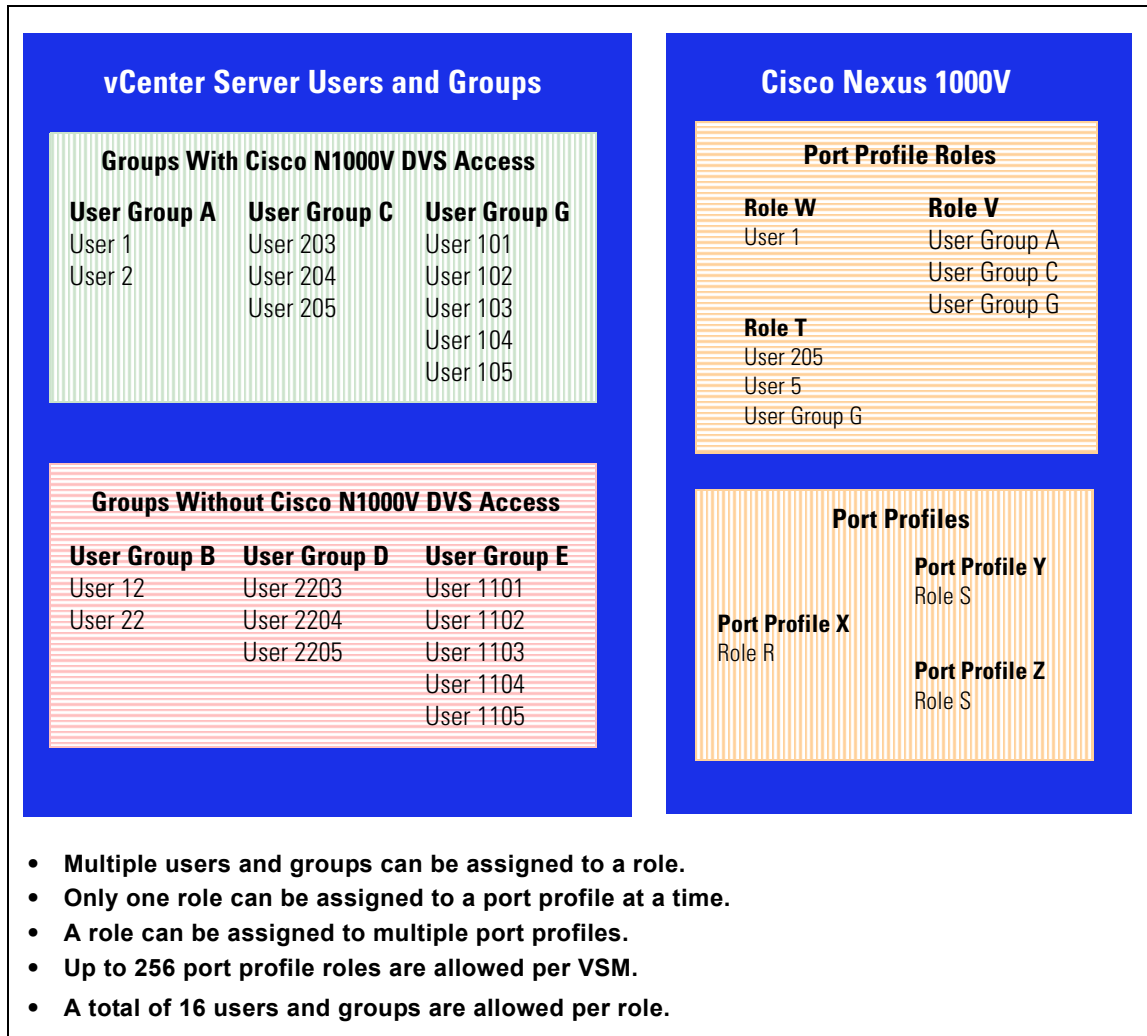 vCenter Server Users and Groups
Groups With Cisco N1000V DVS Access
User Group A
User 1
User 2
User Group C
User 203
User 204
User 205
User Group G
User 101
User 102
User 103
User 104
User 105
Groups Without Cisco N1000V DVS Access
User Group B
User 12
User 22
User Group D
User 2203
User 2204
User 2205
User Group E
User 1101
User 1102
User 1103
User 1104
User 1105
Cisco Nexus 1000V
Port Profile Roles
Role W
User 1
Role V
User Group A
User Group C
User Group G
Role T
User 205
User 5
User Group G
Port Profiles
Port Profile X
Role R
Port Profile Y
Role S
Port Profile Z
Role S
• Multiple users and groups can be assigned to a role.
• Only one role can be assigned to a port profile at a time.
• A role can be assigned to multiple port profiles.
• Up to 256 port profile roles are allowed per VSM.
• A total of 16 users and groups are allowed per role.